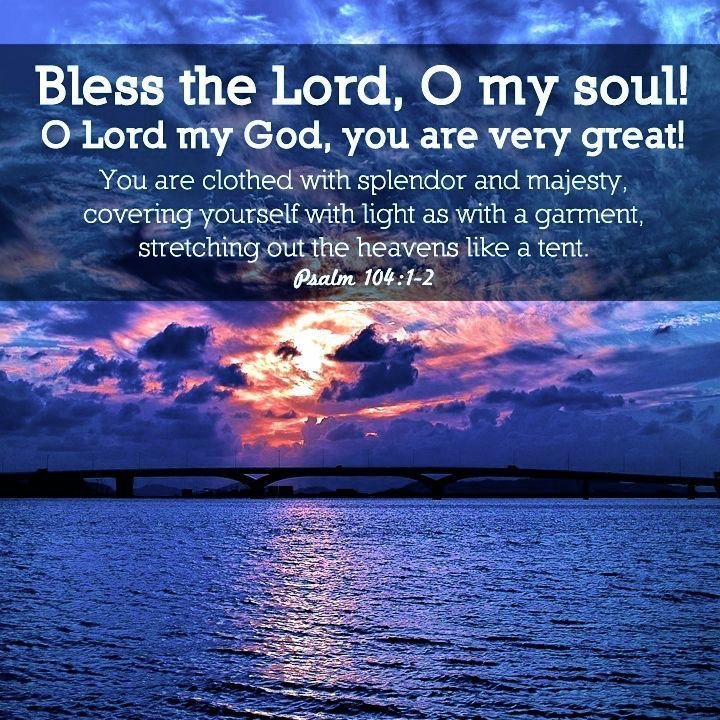 Bless the Lord, O my soul!
O Lord my God, you are very great!
You are clothed with splendor and majesty,
covering yourself with light as with a garment,
stretching out the heavens like a tent.
Psalm 104:1-2